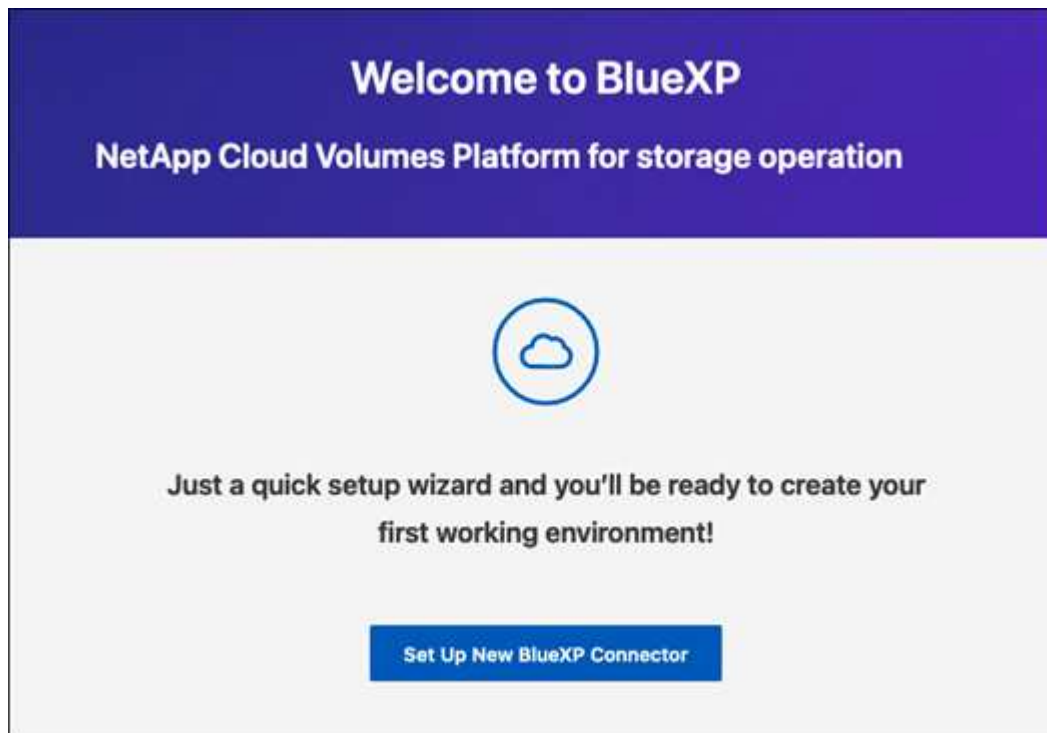 Welcome to BlueXP
NetApp Cloud Volumes Platform for storage operation
Just a quick setup wizard and you'll be ready to create your
first working environment!
Set Up New BlueXP Connector